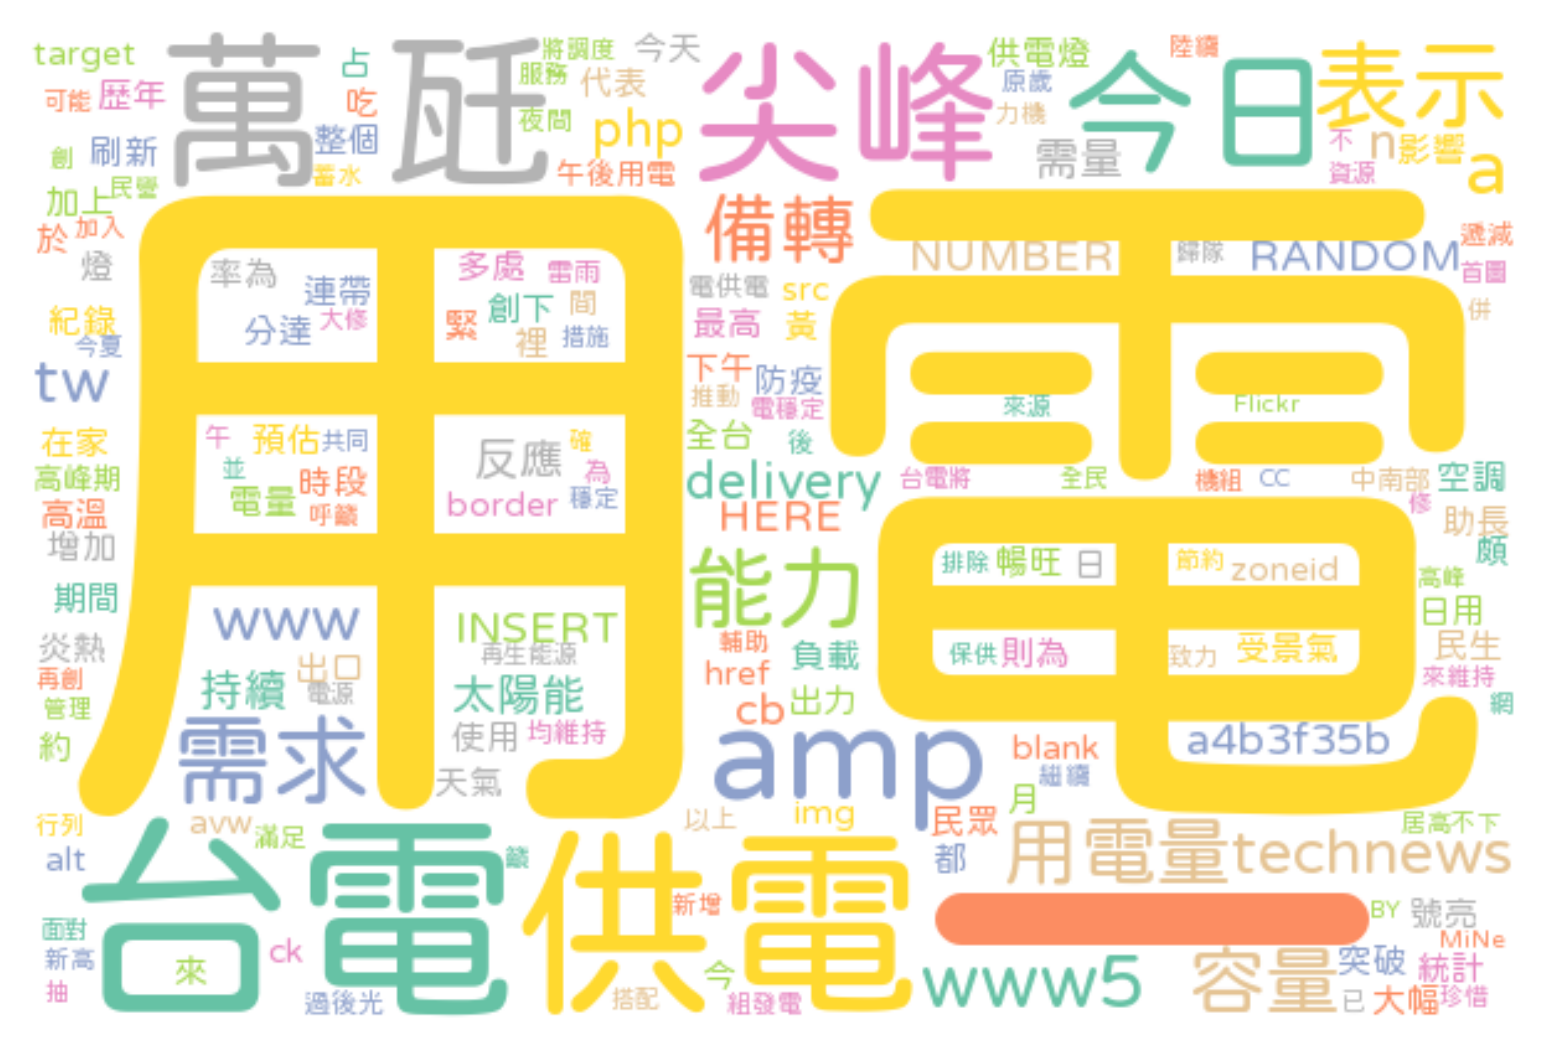 target
萬
瓩
占
將調度
今天
尖峰
供電燈
陸續
表示
可能
歷年
吃
服務
代表
原歲
今日
php
夜間
力機
刷新
整個
需量
不
n
影響
創
民營
蓄水
午後用電
資源
a
加上
加入
備轉
於
燈
用電
率為
多處
雷雨
NUMBER
歸隊
RANDOM
遞減
首圖
連帶
創下
間
電供電
src
併
紀錄
分達
大修
緊
裡
措施
最高
黃
今夏
tw
下午
防疫
推動
電穩定
來源
Flickr
在家
午
預估
共同
反應
確
全台
後
高峰期
並
時段
為
delivery
台電將
全民
機組
CC
中南部
空調
高溫
電量
呼籲
border
穩定
HERE
修
助長
增加
頗
能力
排除
暢旺
日
節約
zoneid
高峰
期間
www
INSERT
日用
炎熱
出口
再生能源
輔助
負載
保供
則為
致力
受景氣
民生
再創
持續
電源
太陽能
href
來維持
管理
cb
出力
網
約
需求
使用
均維持
amp
blank
a4b3f35b
天氣
繼續
月
行列
avw
滿足
以上
img
民眾
居高不下
alt
台電
籲
供電
都
用電量
technews
新增
面對
BY
號亮
新高
來
ck
MiNe
抽
過後光
搭配
今
組發電
www5
容量
突破
統計
已
大幅
珍惜